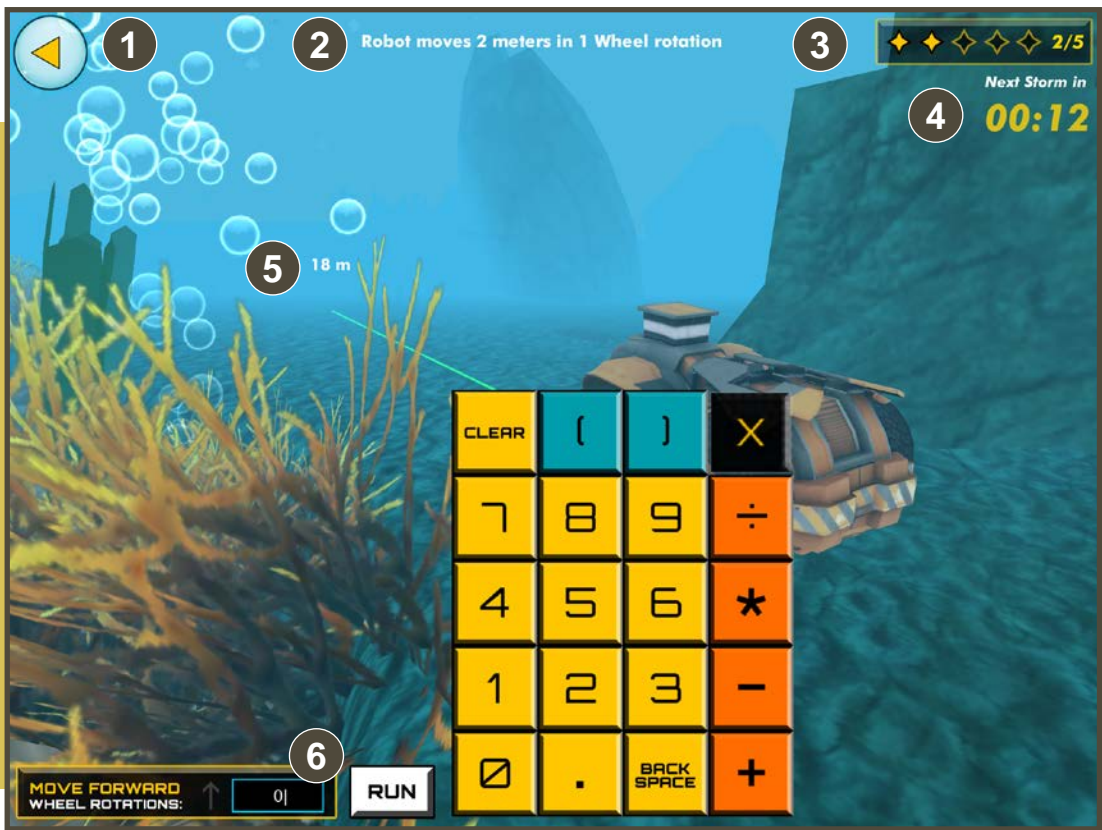 1
2
Robot moves 2 meters in 1 Wheel rotation
3
2/5
Next Storm in
4
00:12
5
18 m
CLEAR ( ) X
7 8 9 ÷
4 5 6 *
1 2 3 -
0 . BACK SPACE +
6
MOVE FORWARD
WHEEL ROTATIONS:
0
RUN